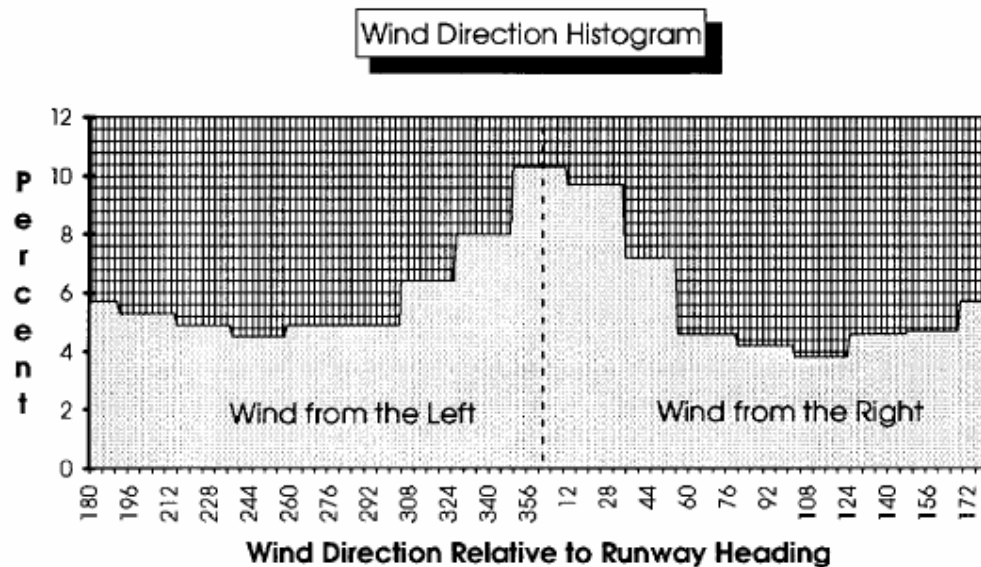 Wind Direction Histogram
Percent
12
10
8
6
4
2
0
Wind from the Left
Wind from the Right
180 196 212 228 244 260 276 292 308 324 340 356 12 28 44 60 76 92 108 124 140 156 172
Wind Direction Relative to Runway Heading